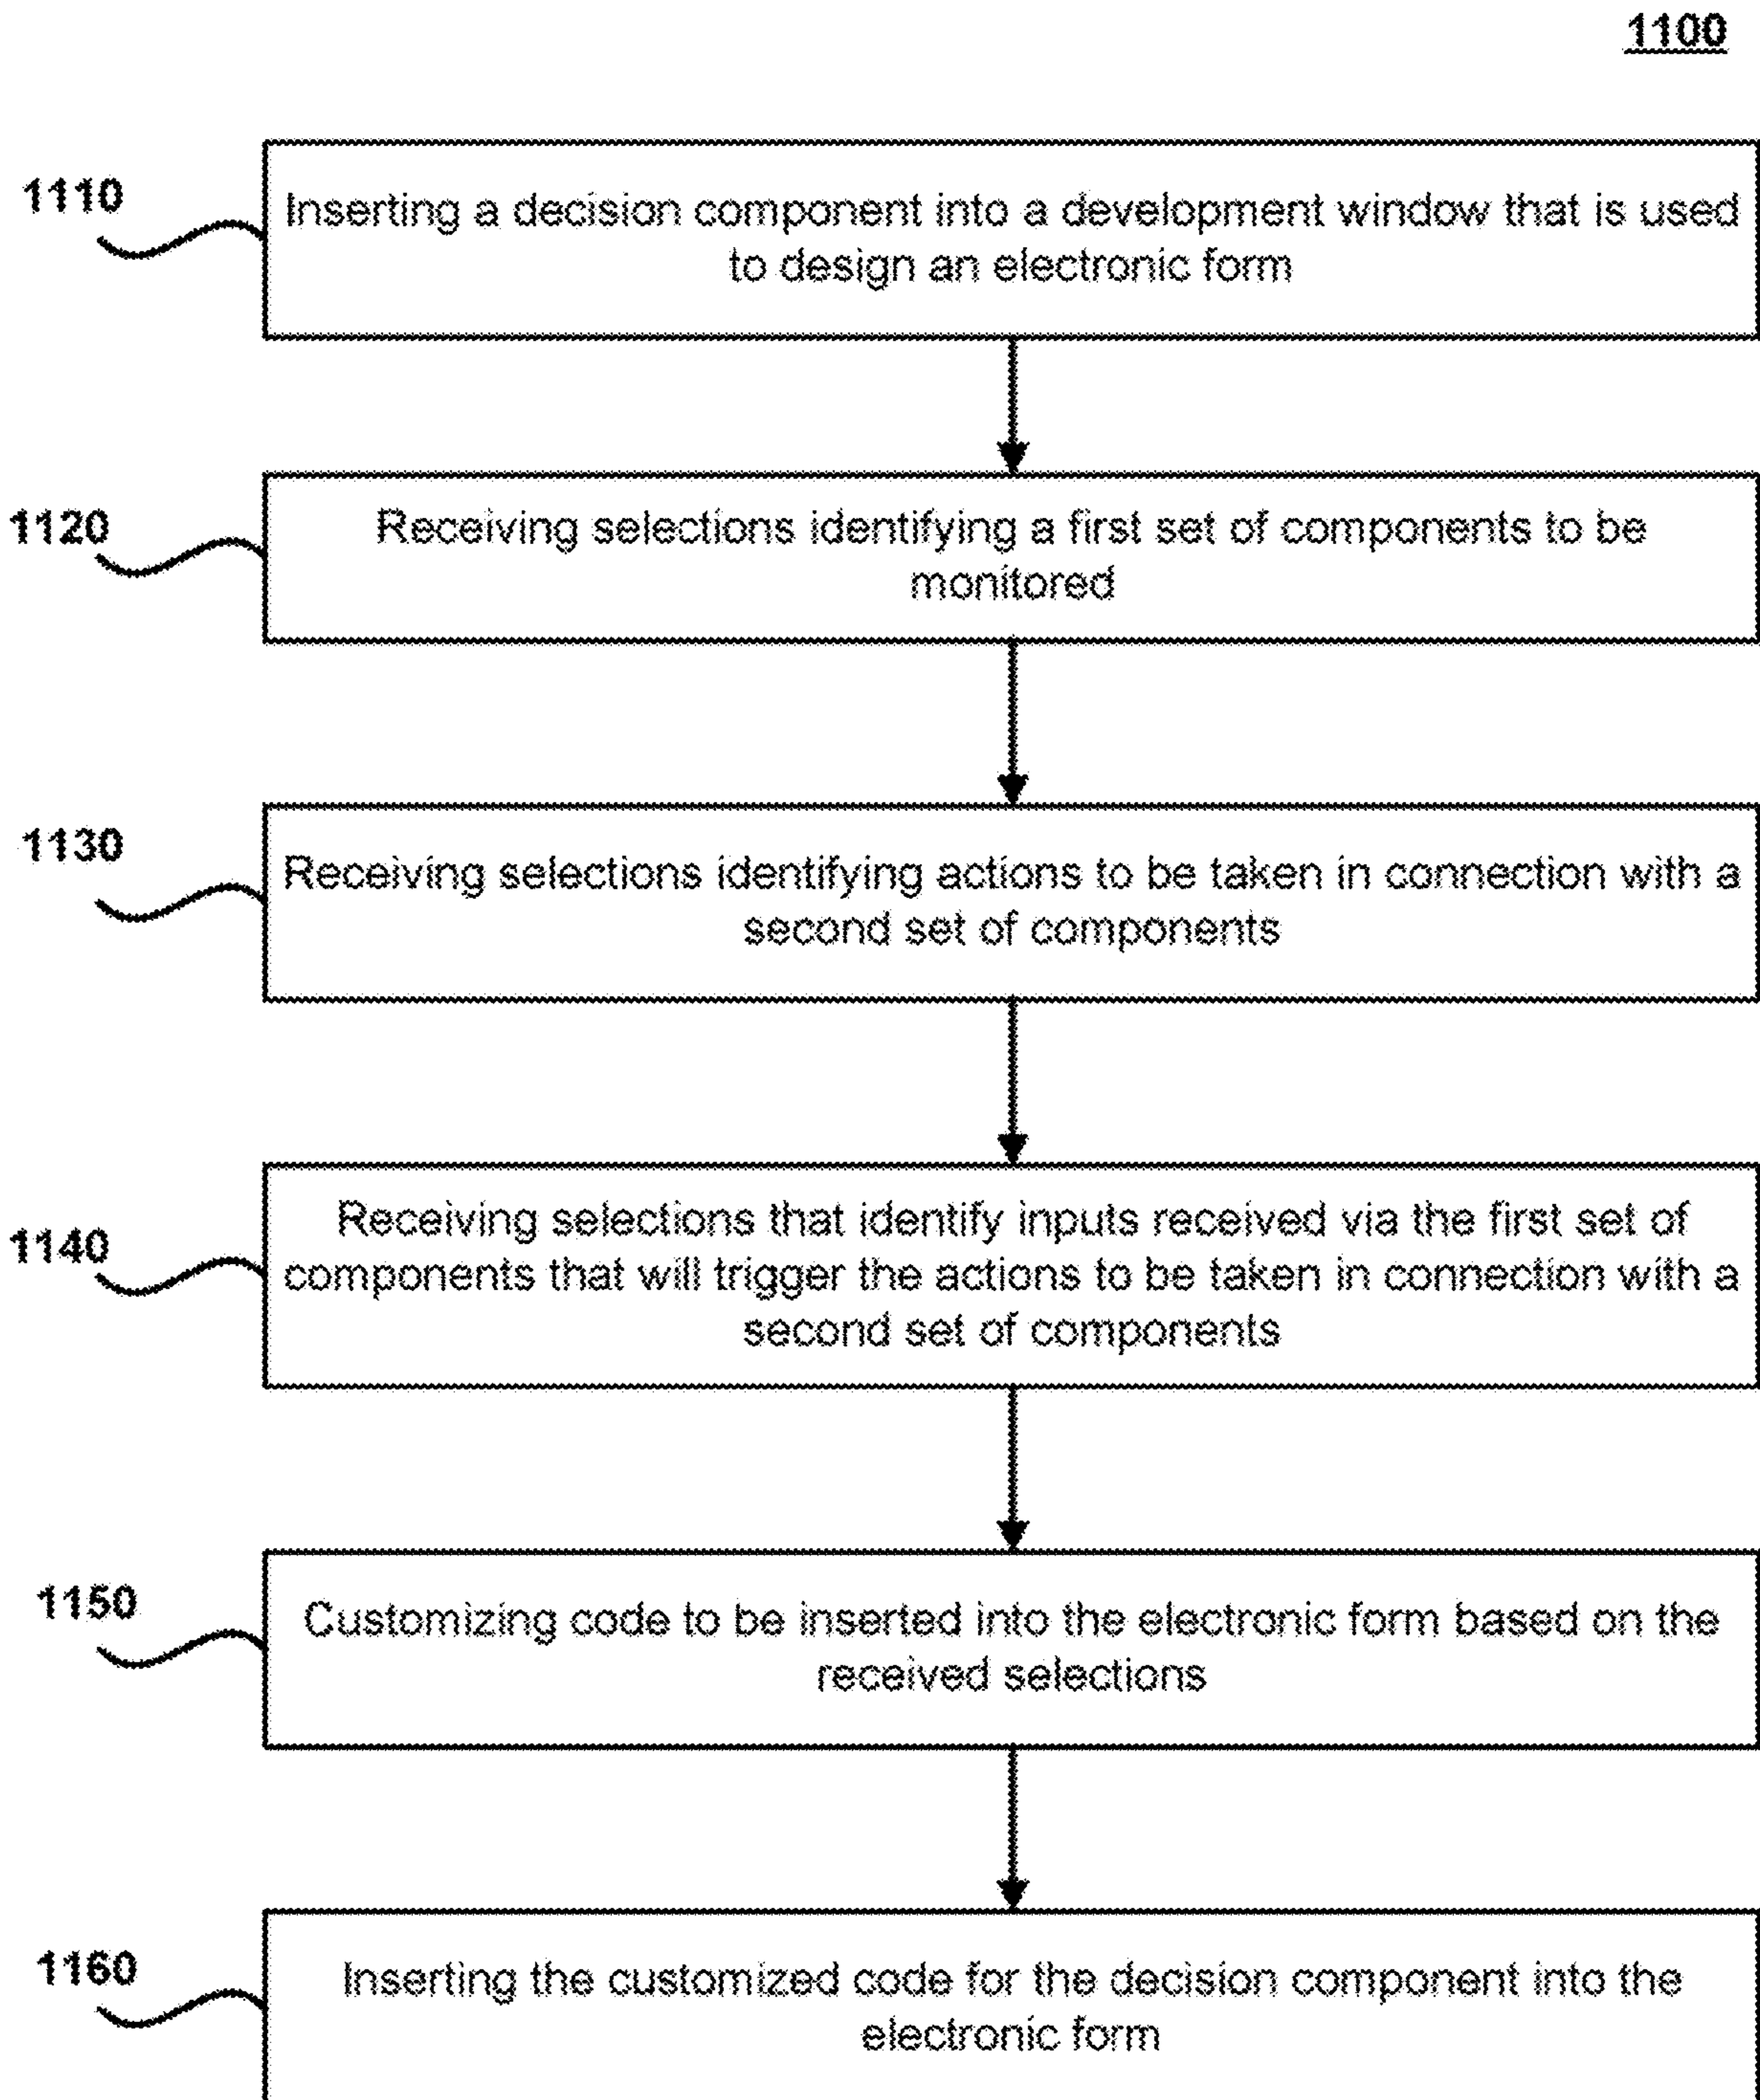 1100
1110
Inserting a decision component into a development window that is used
to design an electronic form
1120
Receiving selections identifying a first set of components to be
monitored
1130
Receiving selections identifying actions to be taken in connection with a
second set of components
1140
Receiving selections that identify inputs received via the first set of
components that will trigger the actions to be taken in connection with a
second set of components
1150
Customizing code to be inserted into the electronic form based on the
received selections
1160
Inserting the customized code for the decision component into the
electronic form